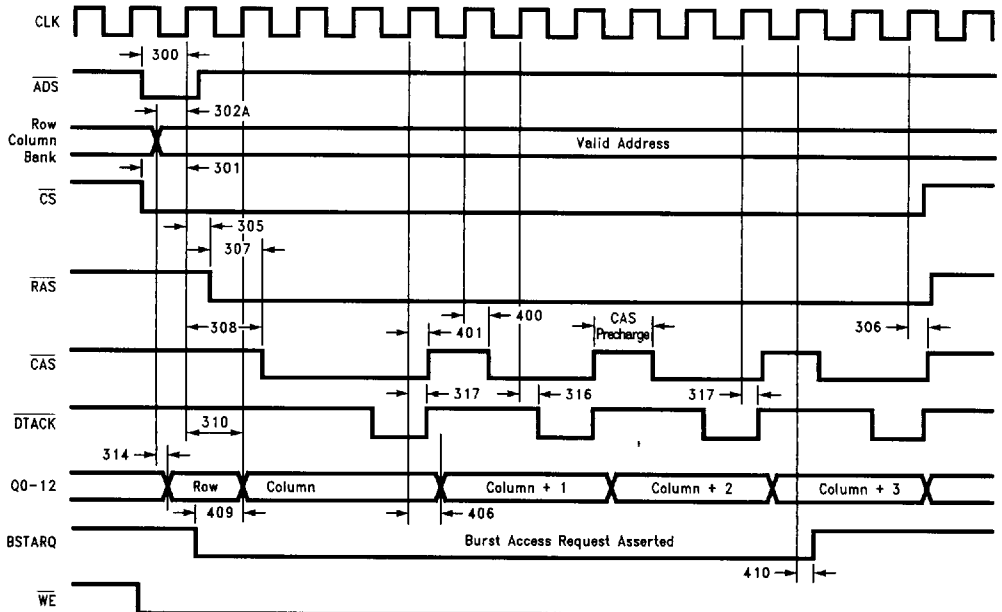 CLK
300
ADS
302A
Row
Column
Bank
Valid Address
301
CS
305
307
RAS
308
400
401
CAS
Precharge
306
CAS
317
316
317
DTACK
310
314
Q0-12
Row
Column
Column + 1
Column + 2
Column + 3
409
406
BSTARQ
Burst Access Request Asserted
410
WE